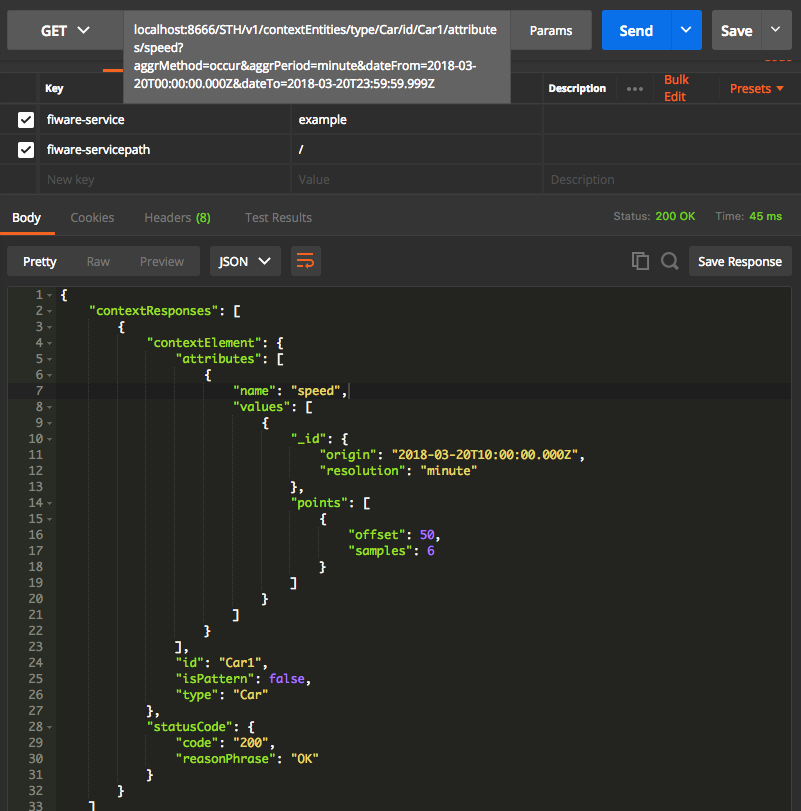 GET
localhost:8666/STH/v1/contextEntities/type/Car/id/Car1/attribute
s/speed?
aggrMethod=occur&aggrPeriod=minute&dateFrom=2018-03-
20T00:00:00.000Z&dateTo=2018-03-20T23:59:59.999Z
Params
Send
Save
Key
Description
Bulk
Edit
Presets
fiware-service
example
fiware-servicepath
/
New key
Value
Description
Body
Cookies
Headers (8)
Test Results
Status: 200 OK
Time: 45 ms
Pretty
Raw
Preview
JSON
Save Response
1 {
2 "contextResponses": [
3 {
4 "contextElement": {
5 "attributes": [
6 {
7 "name": "speed",
8 "values": [
9 {
10 "_id": {
11 "origin": "2018-03-20T10:00:00.000Z",
12 "resolution": "minute"
13 },
14 "points": [
15 {
16 "offset": 50,
17 "samples": 6
18 }
19 ]
20 }
21 ]
22 }
23 ],
24 "id": "Car1",
25 "isPattern": false,
26 "type": "Car"
27 },
28 "statusCode": {
29 "code": "200",
30 "reasonPhrase": "OK"
31 }
32 }
33 ]